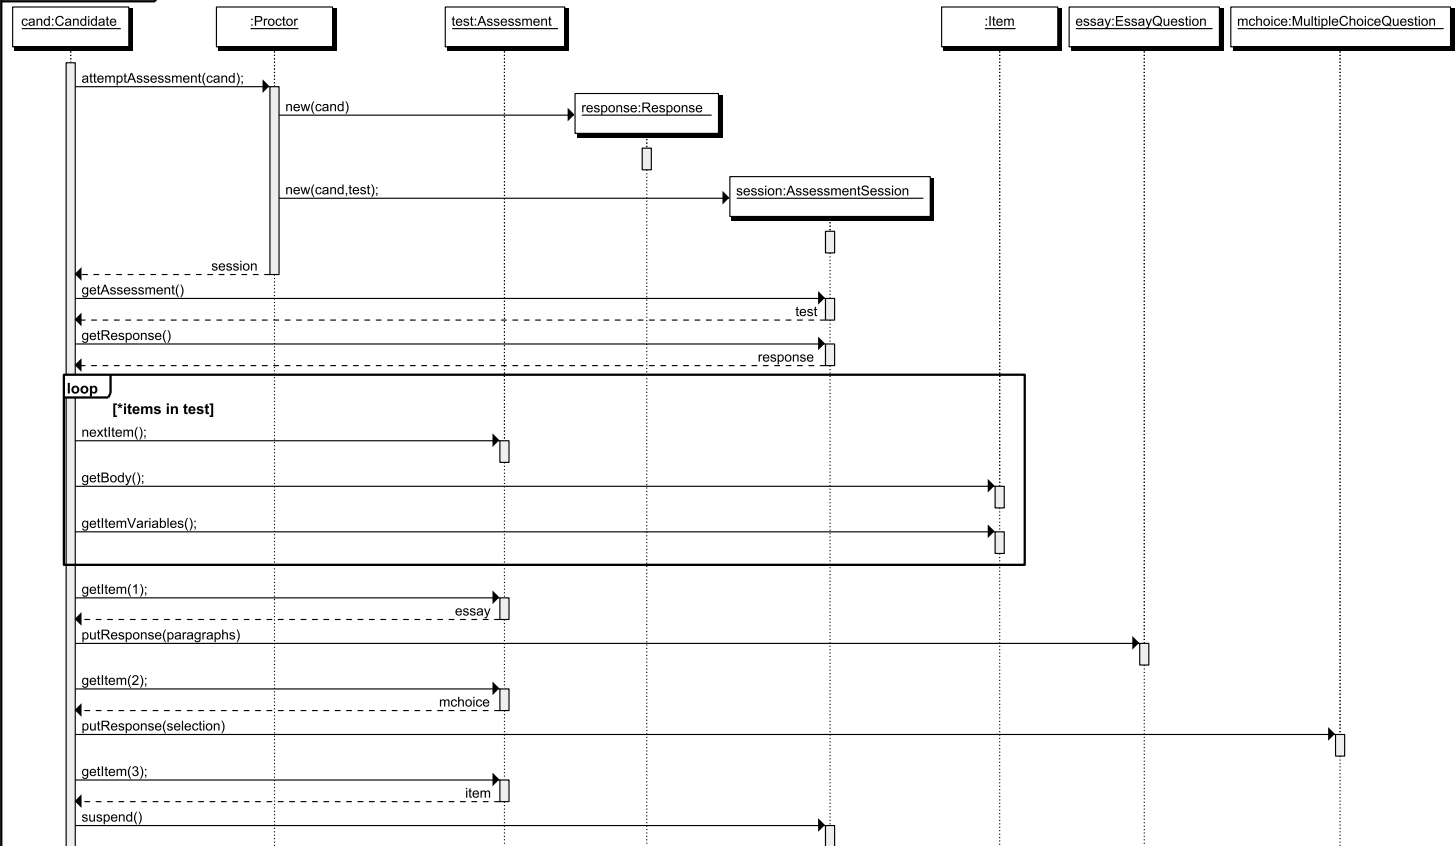 cand:Candidate
:Proctor
test:Assessment
:Item
essay:EssayQuestion
mchoice:MultipleChoiceQuestion
attemptAssessment(cand);
new(cand)
response:Response
new(cand,test);
session:AssessmentSession
session
getAssessment()
test
getResponse()
response
loop
[*items in test]
nextItem();
getBody();
getItemVariables();
getItem(1);
essay
putResponse(paragraphs)
getItem(2);
mchoice
putResponse(selection)
getItem(3);
item
suspend()